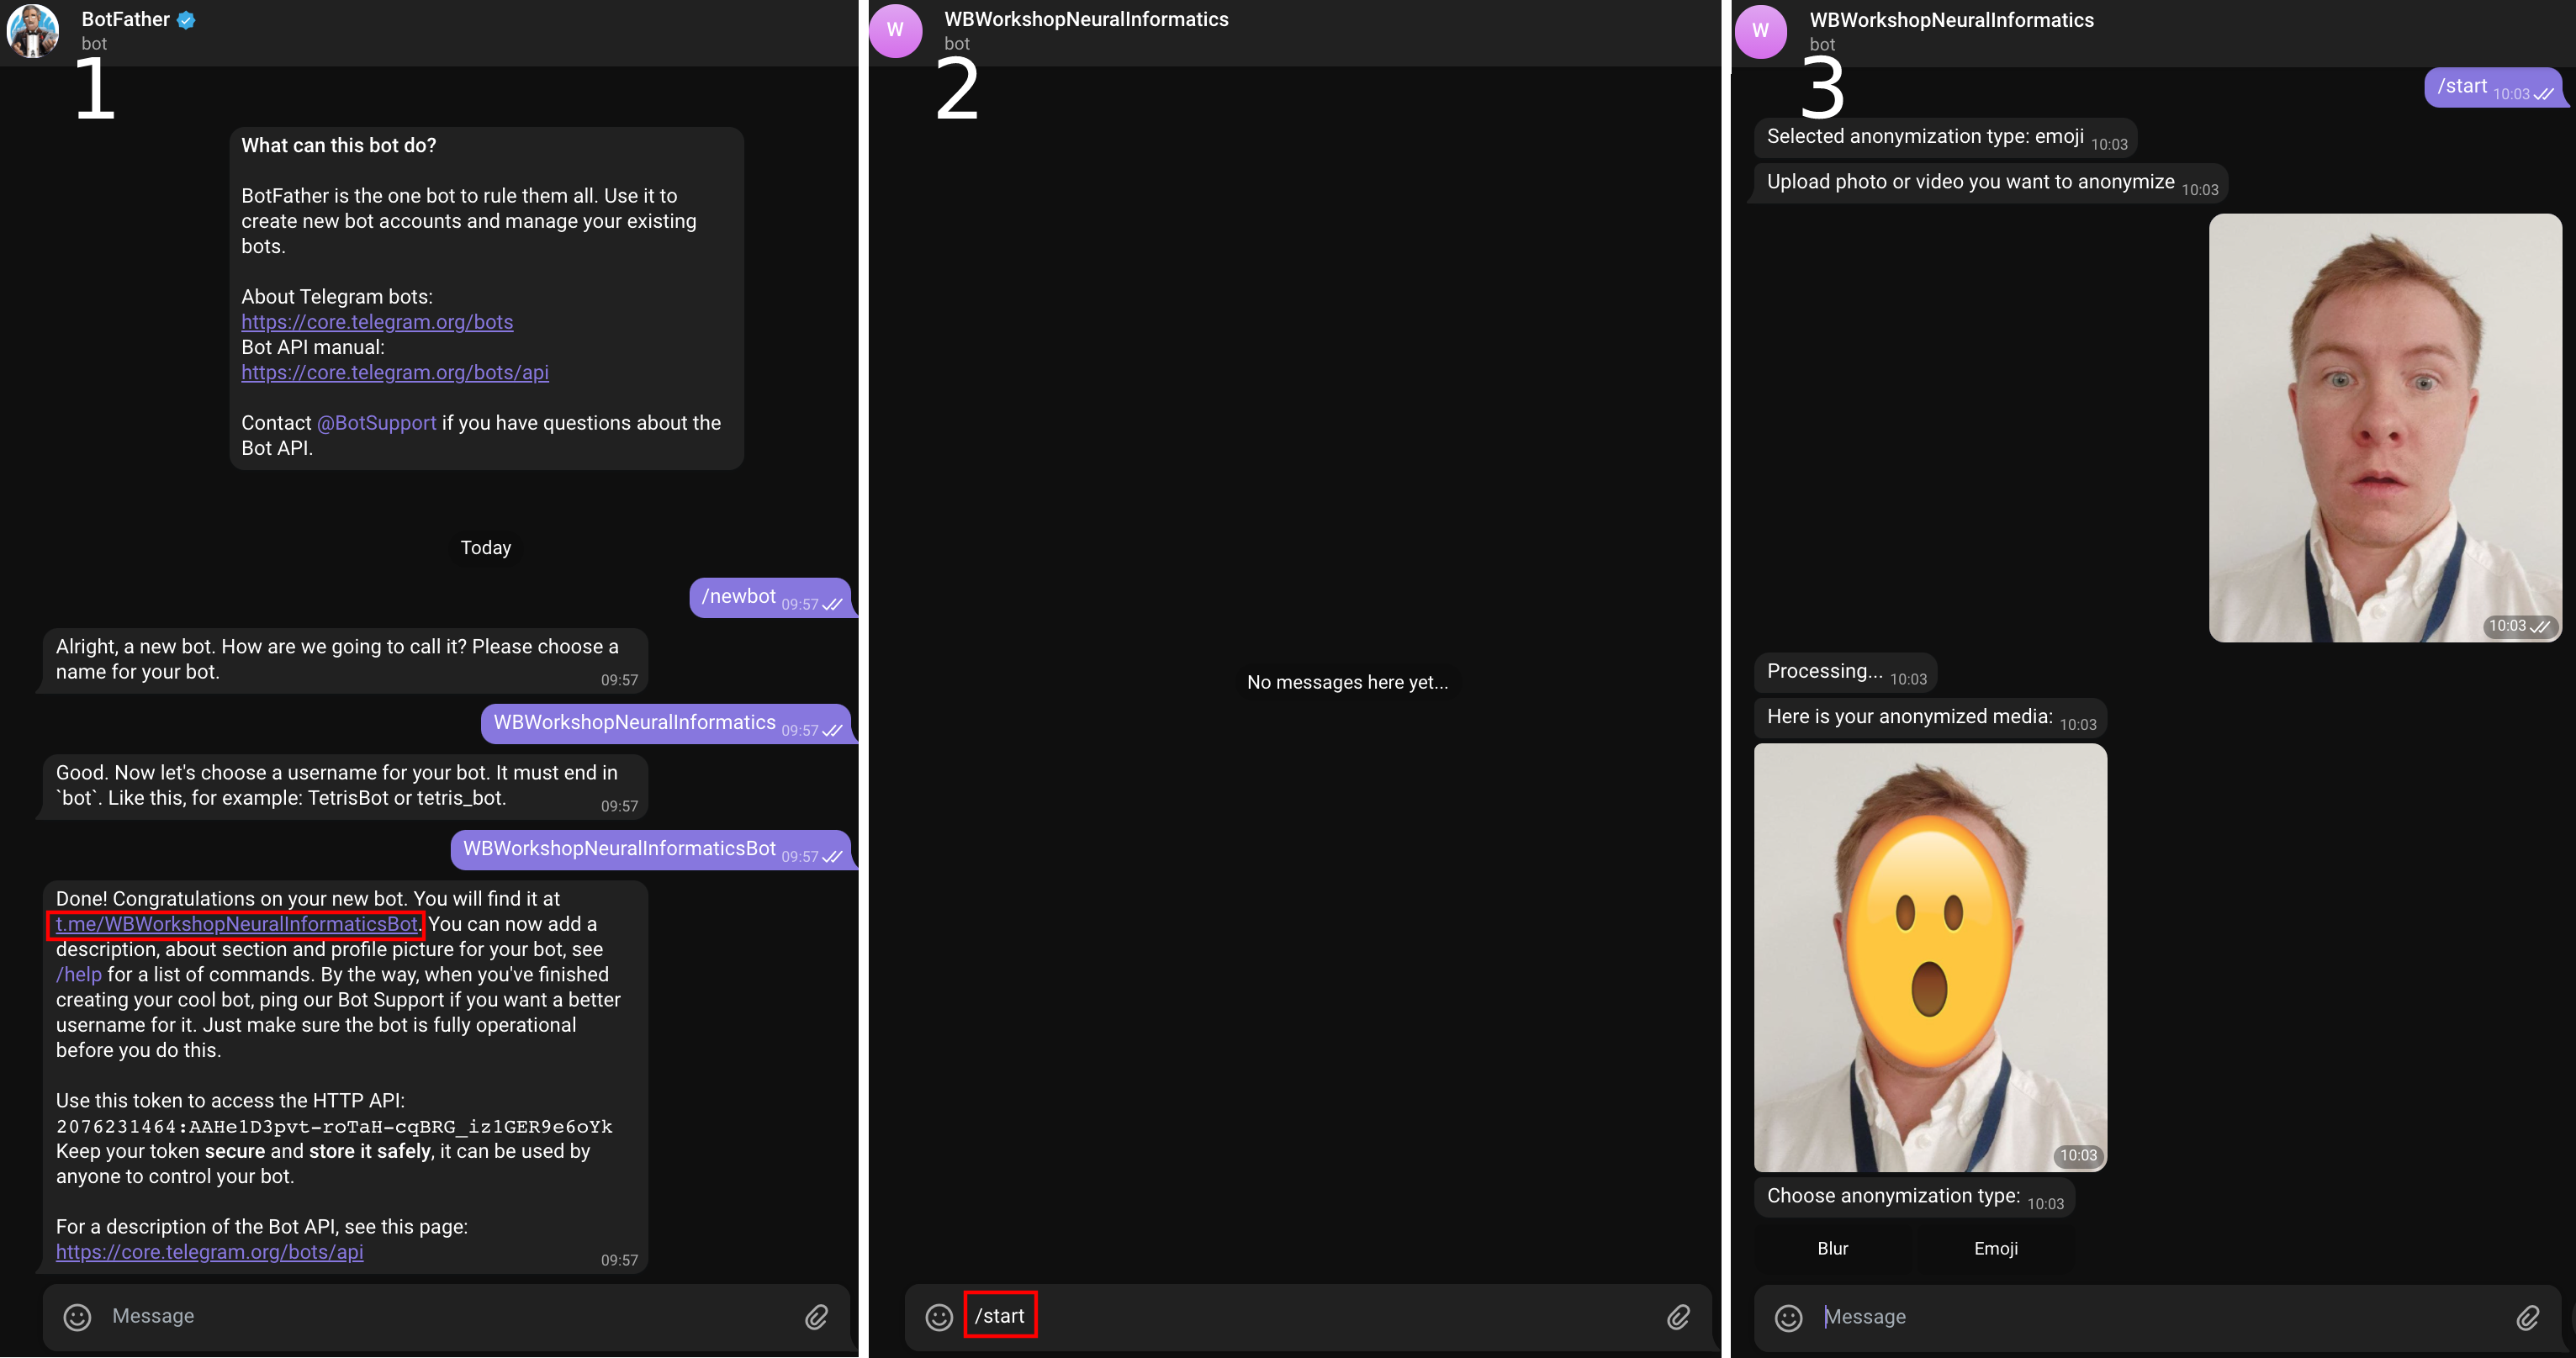 BotFather
bot
1
What can this bot do?
BotFather is the one bot to rule them all. Use it to
create new bot accounts and manage your existing
bots.
About Telegram bots:
https://core.telegram.org/bots
Bot API manual:
https://core.telegram.org/bots/api
Contact @BotSupport if you have questions about the
Bot API.
Today
/newbot 09:57
Alright, a new bot. How are we going to call it? Please choose a
name for your bot. 09:57
WBWorkshopNeuralInformatics 09:57
Good. Now let's choose a username for your bot. It must end in
`bot`. Like this, for example: TetrisBot or tetris_bot. 09:57
WBWorkshopNeuralInformaticsBot 09:57
Done! Congratulations on your new bot. You will find it at
t.me/WBWorkshopNeuralInformaticsBot. You can now add a
description, about section and profile picture for your bot, see
/help for a list of commands. By the way, when you've finished
creating your cool bot, ping our Bot Support if you want a better
username for it. Just make sure the bot is fully operational
before you do this.
Use this token to access the HTTP API:
2076231464:AAHe1D3pvt-roTaH-cqBRG_iz1GER9e6oYk
Keep your token secure and store it safely, it can be used by
anyone to control your bot.
For a description of the Bot API, see this page:
https://core.telegram.org/bots/api 09:57
Message
W
WBWorkshopNeuralInformatics
bot
2
No messages here yet...
/start
W
WBWorkshopNeuralInformatics
bot
3
/start 10:03
Selected anonymization type: emoji 10:03
Upload photo or video you want to anonymize 10:03
10:03
Processing... 10:03
Here is your anonymized media: 10:03
10:03
Choose anonymization type: 10:03
Blur Emoji
Message